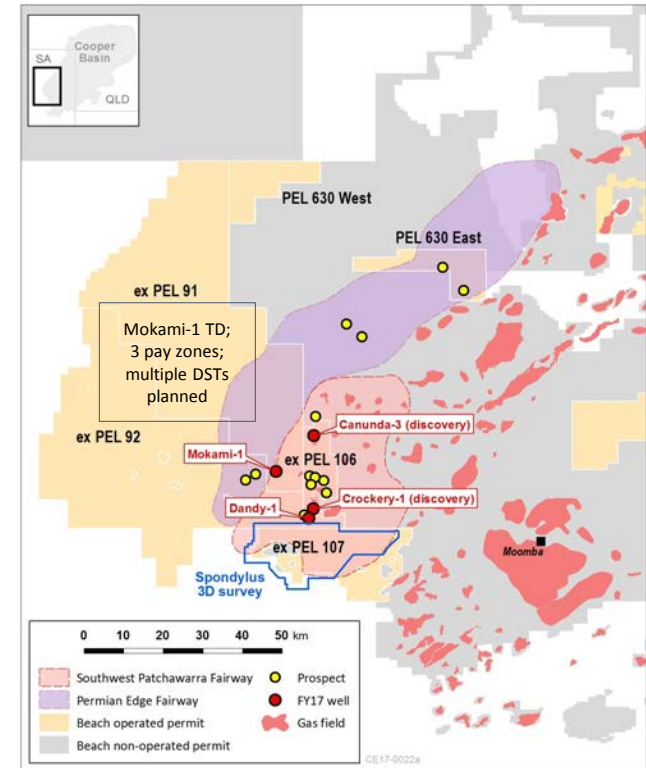 Cooper
Basin
SA
QLD
PEL 630 West
PEL 630 East
ex PEL 91
Mokami-1 TD;
3 pay zones;
multiple DSTs
planned
ex PEL 92
Canunda-3 (discovery)
Mokami-1
ex PEL 106
Crockery-1 (discovery)
Dandy-1
ex PEL 107
Moomba
Spondylus
3D survey
0 10 20 30 40 50 km
Southwest Patchawarra Fairway
Prospect
Permian Edge Fairway
FY17 well
Beach operated permit
Gas field
Beach non-operated permit
CE17-0022a